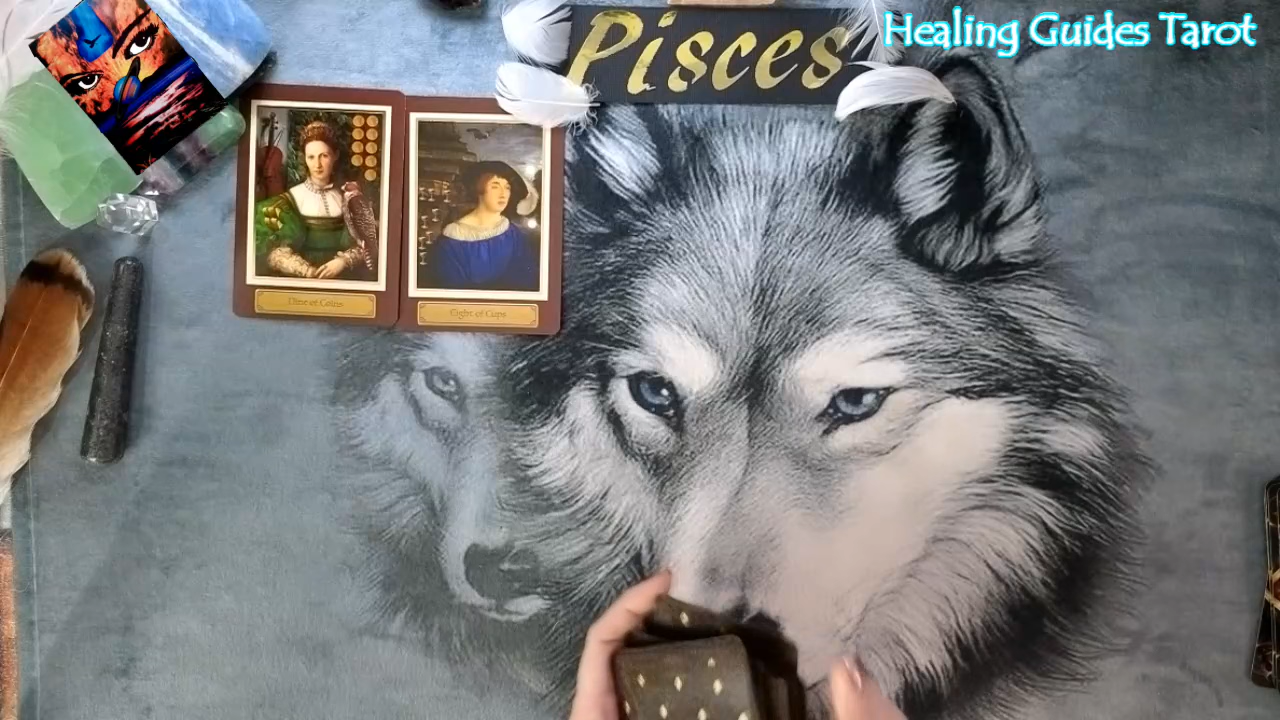 Pisces
Healing Guides Tarot
Nine of Coins
Eight of Cups